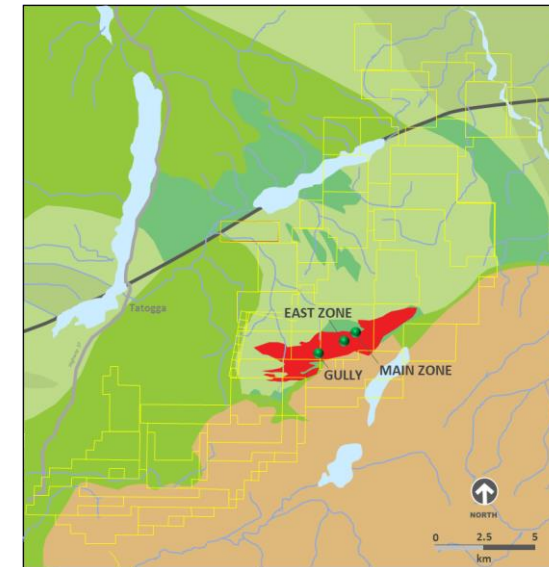 Tatogga
EAST ZONE
GULLY
MAIN ZONE
NORTH
0 2.5 5
km